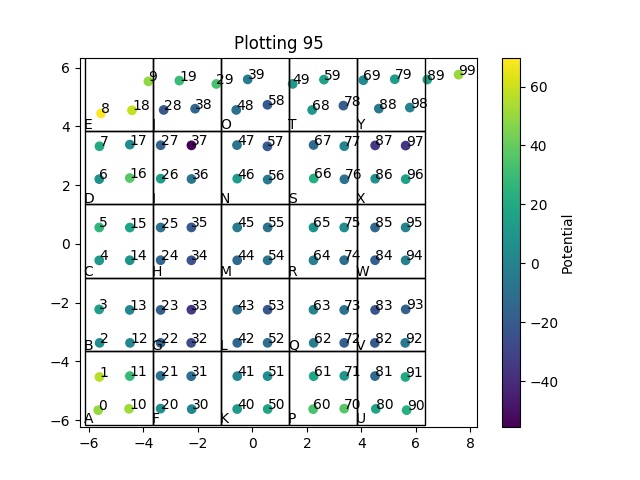 Plotting 95
9 19 29 39 49 59 69 79 89 99
8 18 28 38 48 58 68 78 88 98
E I O T Y
7 17 27 37 47 57 67 77 87 97
6 16 26 36 46 56 66 76 86 96
D I N S X
5 15 25 35 45 55 65 75 85 95
4 14 24 34 44 54 64 74 84 94
C H M R W
3 13 23 33 43 53 63 73 83 93
2 12 22 32 42 52 62 72 82 92
B G L Q V
1 11 21 31 41 51 61 71 81 91
0 10 20 30 40 50 60 70 80 90
A F K P U
6
4
2
0
−2
−4
−6
−6 −4 −2 0 2 4 6 8
60
40
20
0
−20
−40
Potential